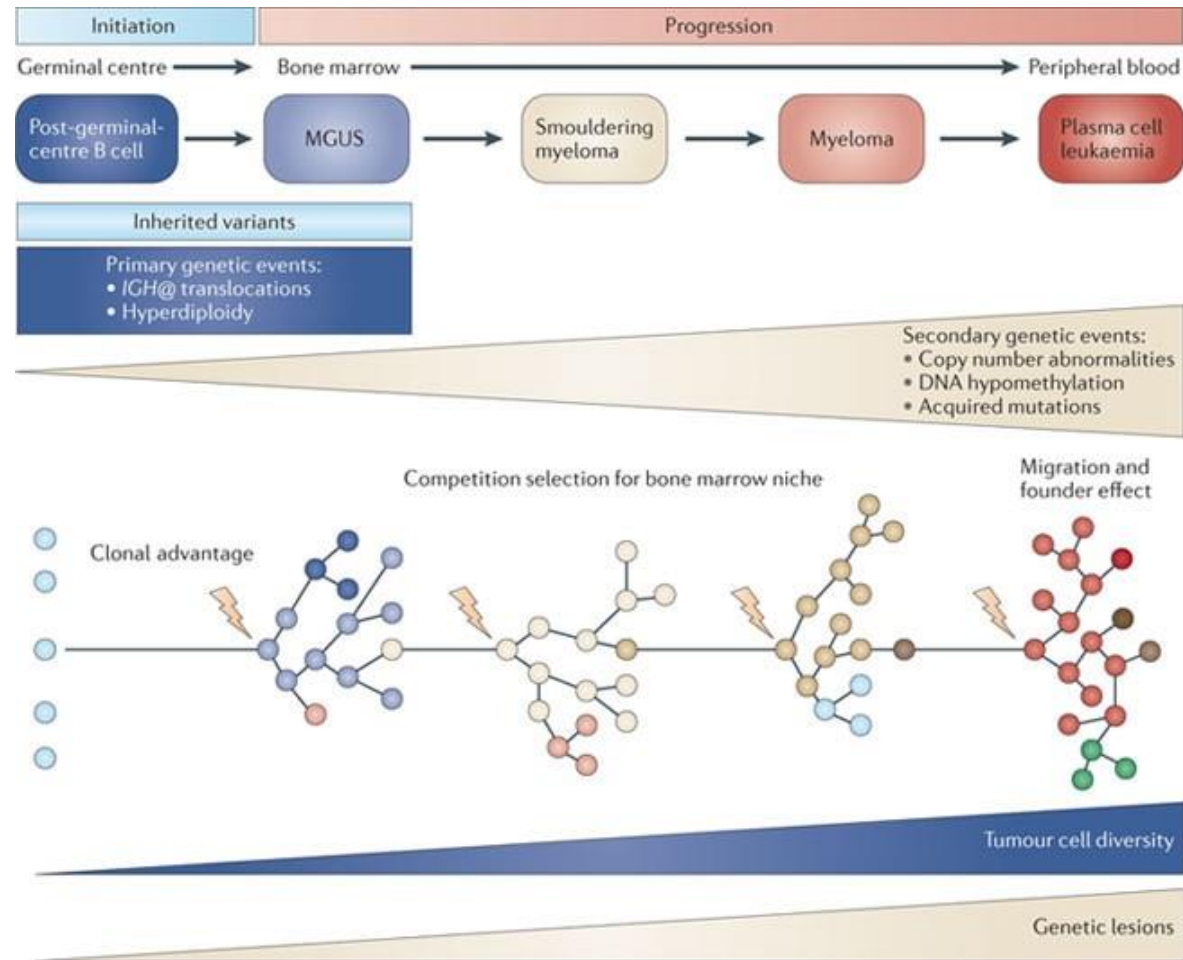 Initiation
Progression
Germinal centre
Bone marrow
Peripheral blood
Post-germinal-
centre B cell
MGUS
Smouldering
myeloma
Myeloma
Plasma cell
leukaemia
Inherited variants
Primary genetic events:
• IGH@ translocations
• Hyperdiploidy
Secondary genetic events:
• Copy number abnormalities
• DNA hypomethylation
• Acquired mutations
Competition selection for bone marrow niche
Migration and
founder effect
Clonal advantage
Tumour cell diversity
Genetic lesions